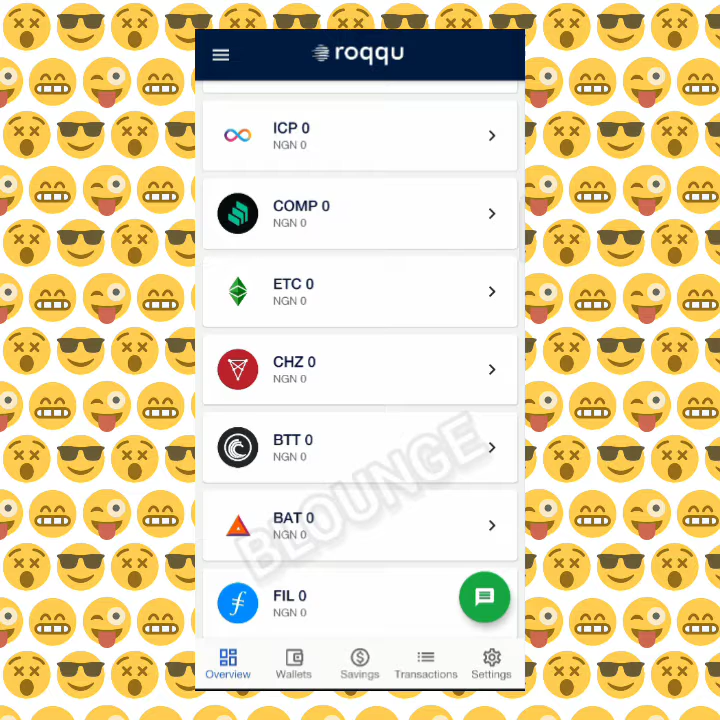 roqqu
ICP 0
NGN 0
COMP 0
NGN 0
ETC 0
NGN 0
CHZ 0
NGN 0
BTT 0
NGN 0
BAT 0
NGN 0
BLOUNGE
FIL 0
NGN 0
Overview
Wallets
Savings
Transactions
Settings